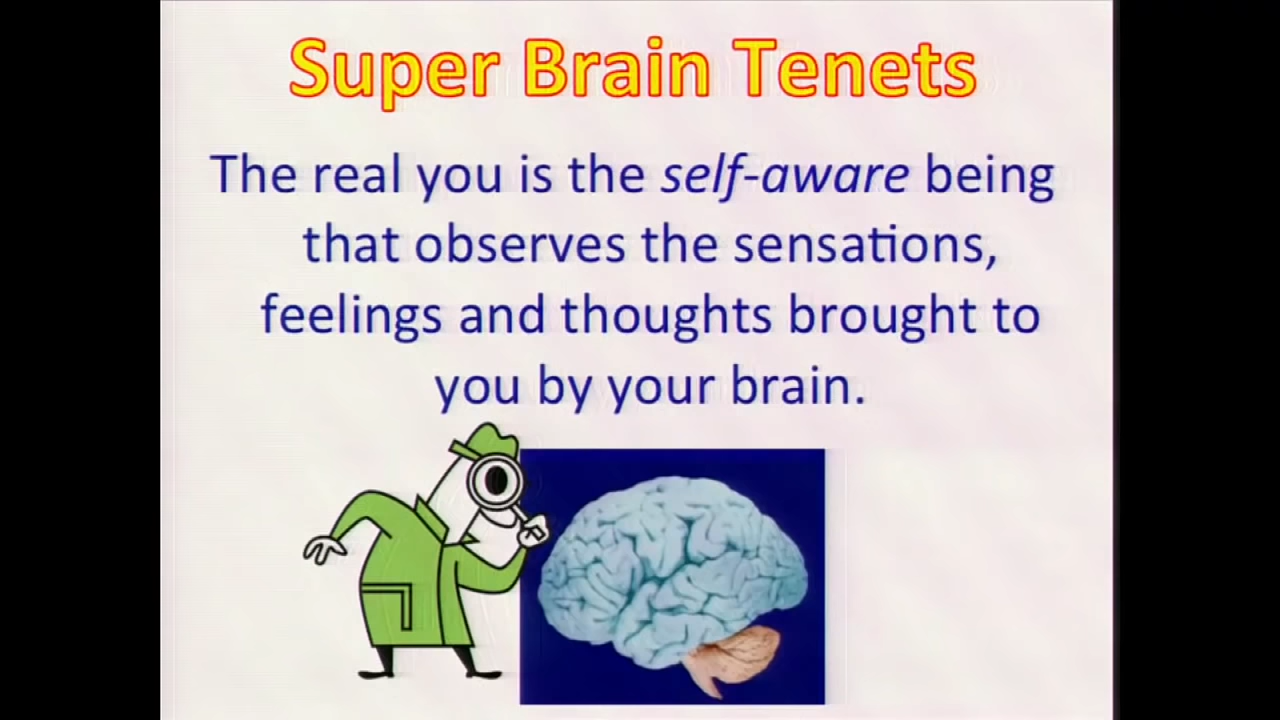 Super Brain Tenets
The real you is the self-aware being
that observes the sensations,
feelings and thoughts brought to
you by your brain.